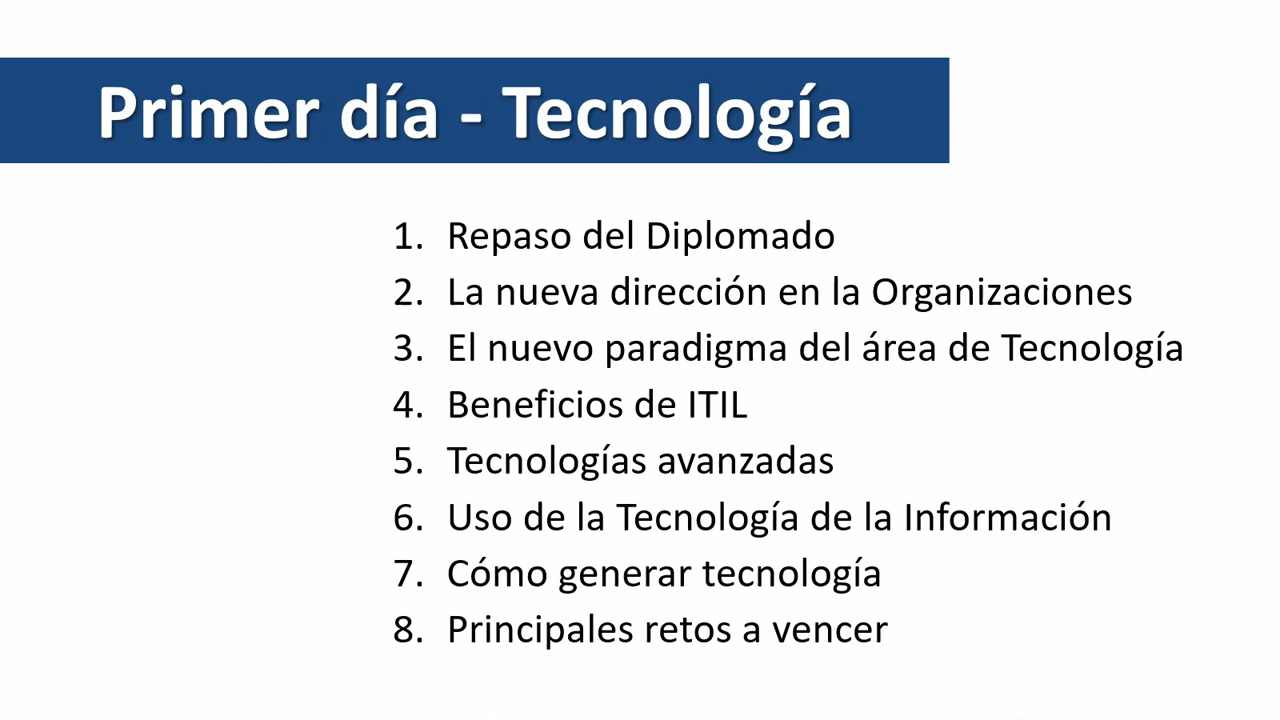 Primer día - Tecnología
1. Repaso del Diplomado
2. La nueva dirección en la Organizaciones
3. El nuevo paradigma del área de Tecnología
4. Beneficios de ITIL
5. Tecnologías avanzadas
6. Uso de la Tecnología de la Información
7. Cómo generar tecnología
8. Principales retos a vencer